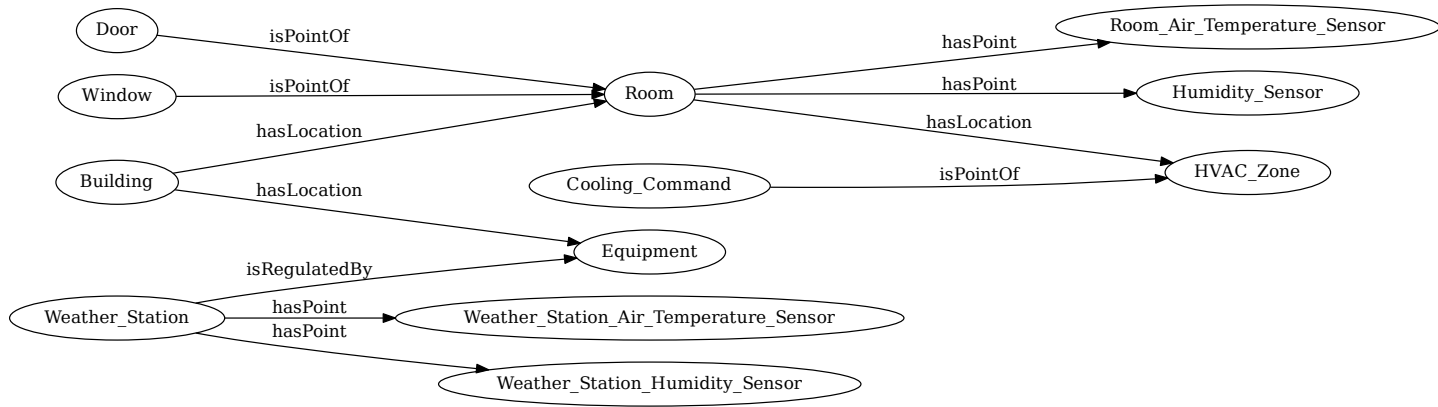 Door
isPointOf
Room_Air_Temperature_Sensor
hasPoint
Window
isPointOf
Room
hasPoint
Humidity_Sensor
hasLocation
hasLocation
Building
hasLocation
Cooling_Command
isPointOf
HVAC_Zone
Equipment
isRegulatedBy
Weather_Station
hasPoint
Weather_Station_Air_Temperature_Sensor
hasPoint
Weather_Station_Humidity_Sensor